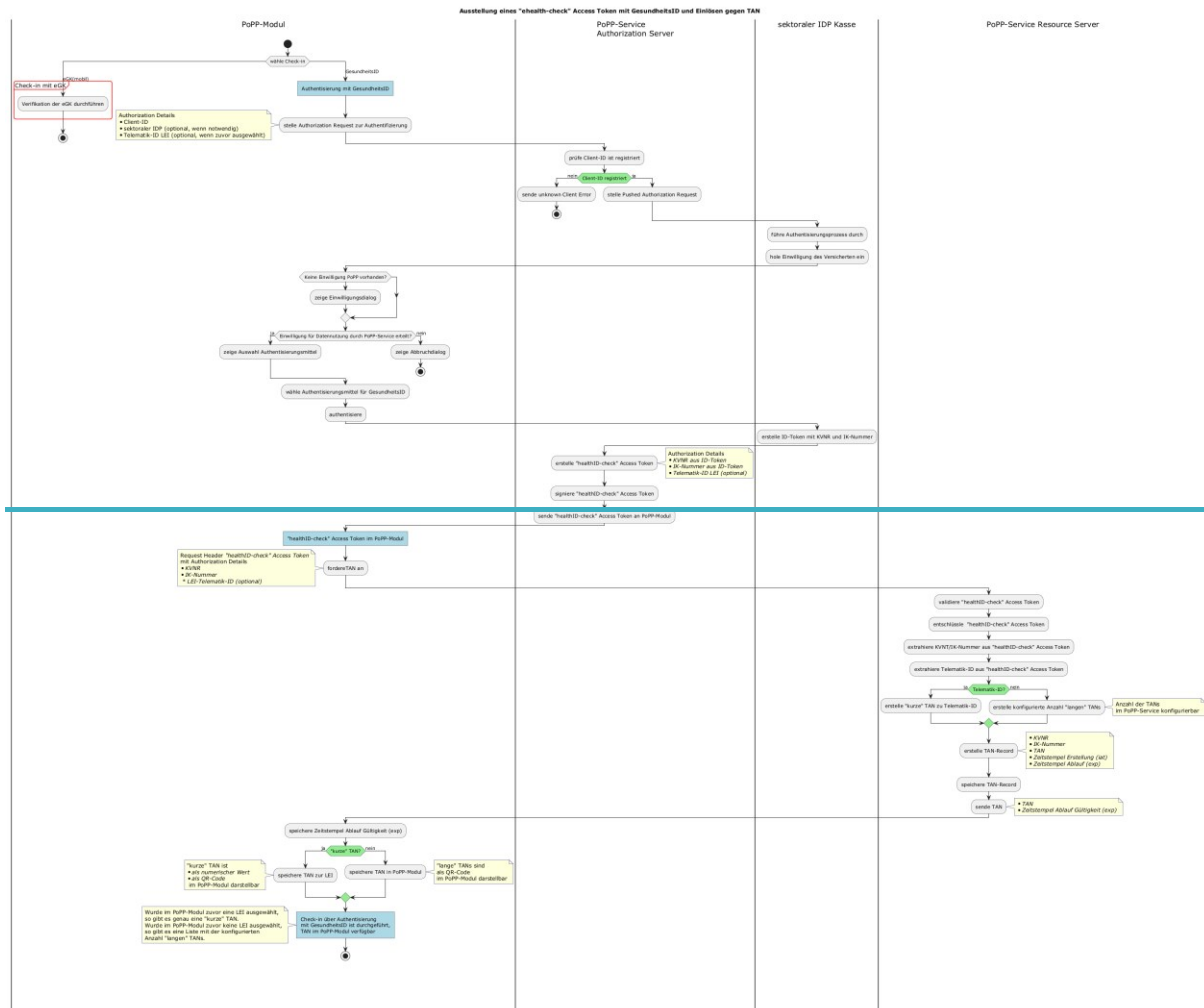 Ausstellung eines "ehealth-check" Access Token mit GesundheitsID und Einlösen gegen TAN
PoPP-Modul
PoPP-Service
Authorization Server
sektoraler IDP Kasse
PoPP-Service Resource Server
wähle Check-in
eGK(mobil)
GesundheitsID
Check-in mit eGK
Verifikation der eGK durchführen
Authentisierung mit GesundheitsID
Authorization Details
• Client-ID
• sektoraler IDP (optional, wenn notwendig)
• Telematik-ID LEI (optional, wenn zuvor ausgewählt)
stelle Authorization Request zur Authentifizierung
prüfe Client-ID ist registriert
nein
Client-ID registriert
ja
sende unknown Client Error
stelle Pushed Authorization Request
führe Authentisierungsprozess durch
hole Einwilligung des Versicherten ein
Keine Einwilligung PoPP vorhanden?
zeige Einwilligungsdialog
ja
Einwilligung für Datennutzung durch PoPP-Service erteilt?
nein
zeige Auswahl Authentisierungsmittel
zeige Abbruchdialog
wähle Authentisierungsmittel für GesundheitsID
authentisiere
erstelle ID-Token mit KVNR und IK-Nummer
erstelle "healthID-check" Access Token
Authorization Details
• KVNR aus ID-Token
• IK-Nummer aus ID-Token
• Telematik-ID LEI (optional)
signiere "healthID-check" Access Token
sende "healthID-check" Access Token an PoPP-Modul
"healthID-check" Access Token im PoPP-Modul
Request Header "healthID-check" Access Token
mit Authorization Details
• KVNR
• IK-Nummer
* LEI-Telematik-ID (optional)
fordereTAN an
validiere "healthID-check" Access Token
entschlüssle "healthID-check" Access Token
extrahiere KVNT/IK-Nummer aus "healthID-check" Access Token
extrahiere Telematik-ID aus "healthID-check" Access Token
ja
Telematik-ID?
nein
erstelle "kurze" TAN zu Telematik-ID
erstelle konfigurierte Anzahl "langen" TANs
Anzahl der TANs
im PoPP-Service konfigurierbar
erstelle TAN-Record
• KVNR
• IK-Nummer
• TAN
• Zeitstempel Erstellung (iat)
• Zeitstempel Ablauf (exp)
speichere TAN-Record
sende TAN
• TAN
• Zeitstempel Ablauf Gültigkeit (exp)
speichere Zeitstempel Ablauf Gültigkeit (exp)
ja
"kurze" TAN?
nein
"kurze" TAN ist
• als numerischer Wert
• als QR-Code
im PoPP-Modul darstellbar
speichere TAN zur LEI
speichere TAN in PoPP-Modul
"lange" TANs sind
als QR-Code
im PoPP-Modul darstellbar
Wurde im PoPP-Modul zuvor eine LEI ausgewählt,
so gibt es genau eine "kurze" TAN.
Wurde im PoPP-Modul zuvor keine LEI ausgewählt,
so gibt es eine Liste mit der konfigurierten
Anzahl "langen" TANs.
Check-in über Authentisierung
mit GesundheitsID ist durchgeführt,
TAN im PoPP-Modul verfügbar